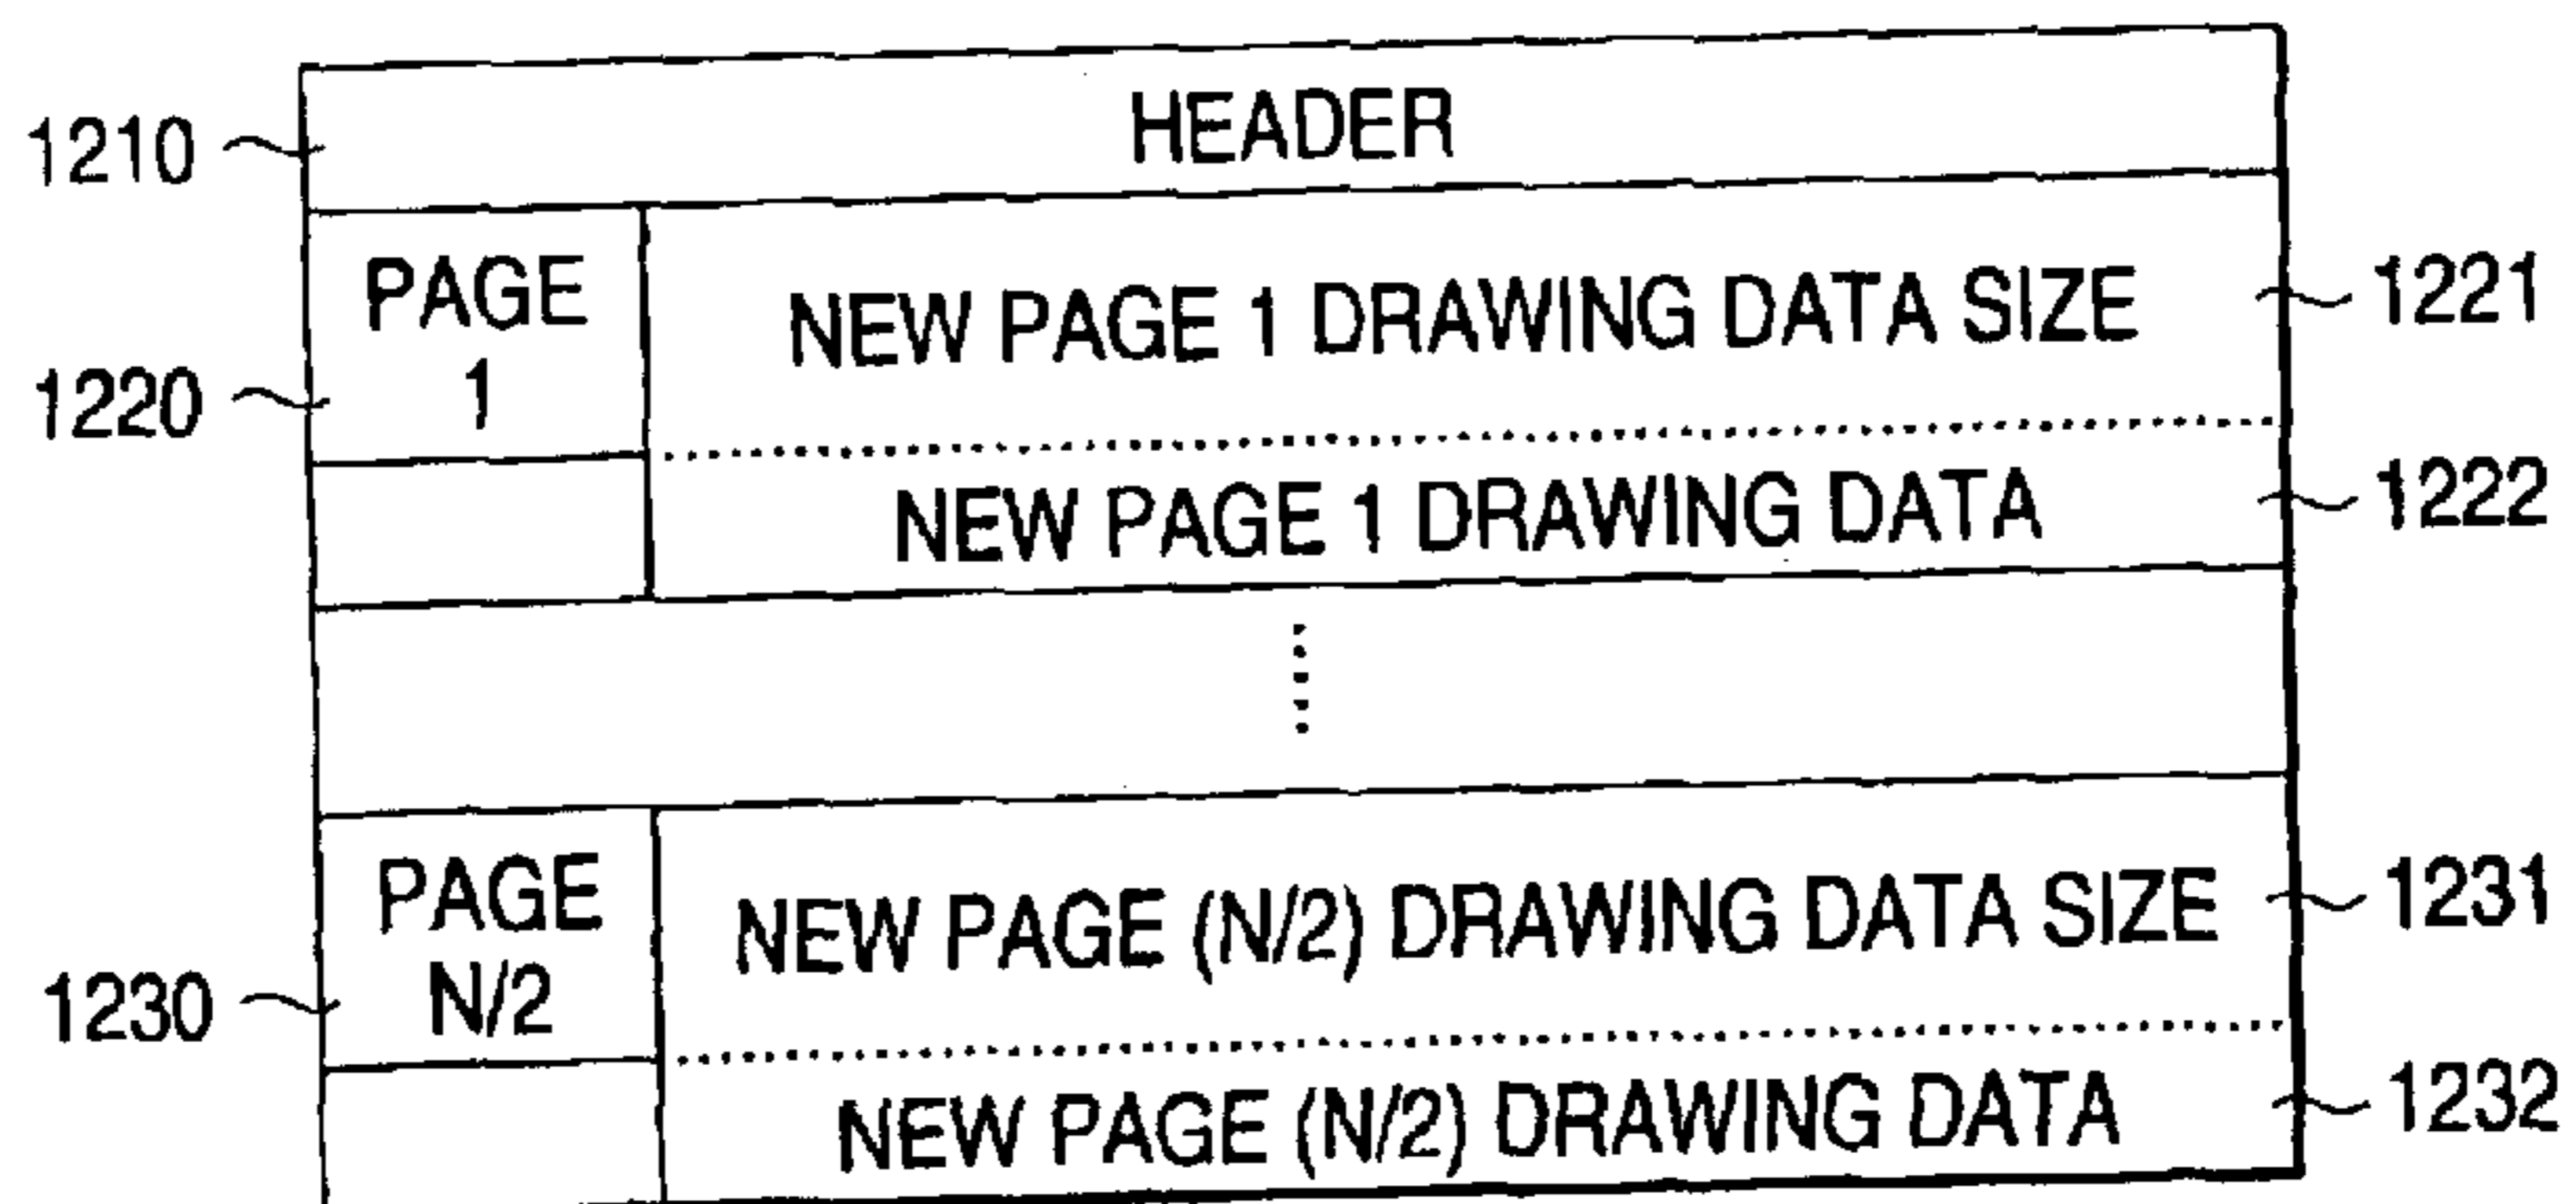 1210 HEADER
PAGE
1
1220
NEW PAGE 1 DRAWING DATA SIZE 1221
NEW PAGE 1 DRAWING DATA 1222
PAGE
N/2
1230
NEW PAGE (N/2) DRAWING DATA SIZE 1231
NEW PAGE (N/2) DRAWING DATA 1232